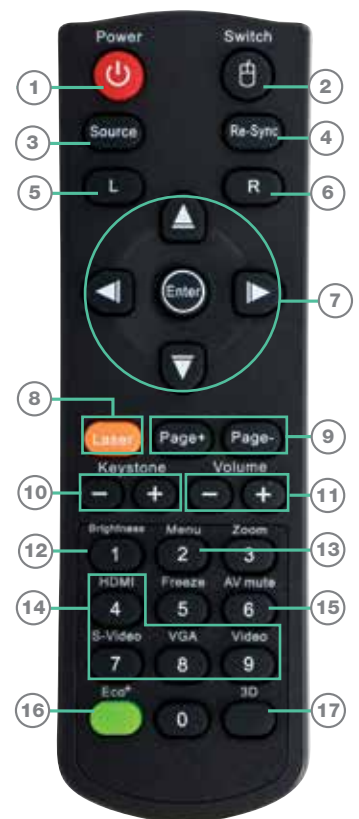 Power Switch
1 2
Source Re-Sync
3 4
L R
5 6
Enter
7
8
Laser Page+ Page-
9
Keystone Volume
10 − + − + 11
Brightness Menu Zoom
12 1 2 3 13
HDMI Freeze AV mute
14 4 5 6 15
S-Video VGA Video
7 8 9
Eco+ 3D
16 0 17